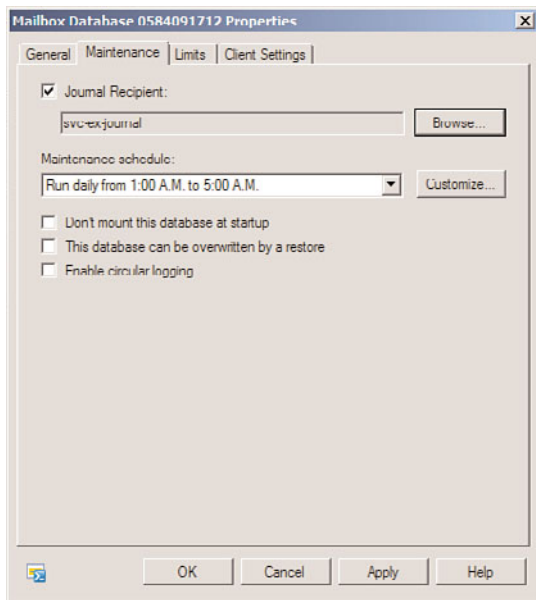 Mailbox Database 0584091712 Properties
General Maintenance Limits Client Settings
Journal Recipient:
svc-ex-journal Browse...
Maintenance schedule:
Run daily from 1:00 A.M. to 5:00 A.M. Customize...
Don't mount this database at startup
This database can be overwritten by a restore
Enable circular logging
OK Cancel Apply Help